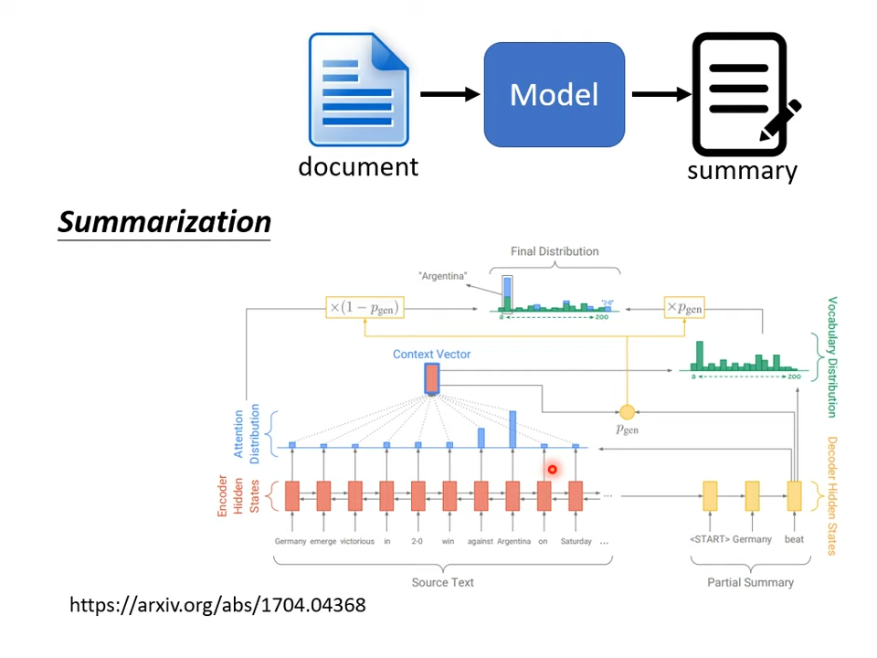 Model
document
summary
Summarization
Final Distribution
"Argentina"
×(1 − pgen)
"2-0"
×pgen
a
zoo
Context Vector
a
zoo
Vocabulary Distribution
Attention
Distribution
pgen
Encoder
Hidden
States
Decoder Hidden States
Germany emerge victorious in 2-0 win against Argentina on Saturday ...
...
<START> Germany beat
Source Text
Partial Summary
https://arxiv.org/abs/1704.04368